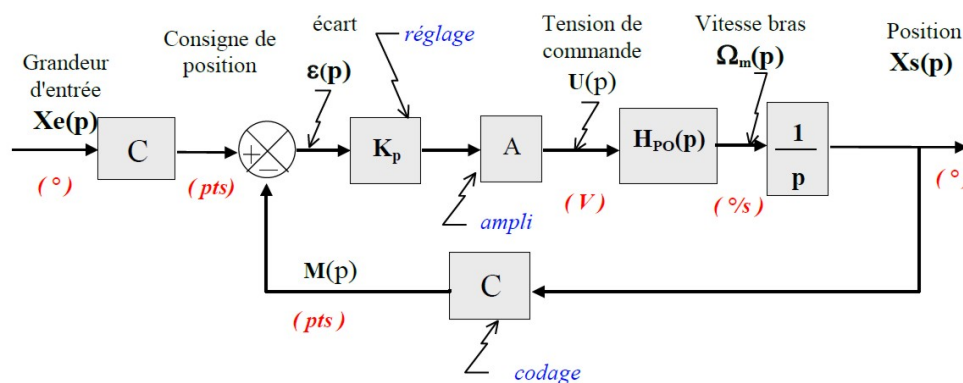 Grandeur
d'entrée
Xe(p)
( ° )
C
Consigne de
position
( pts)
+
−
écart
ε(p)
réglage
Kp
A
ampli
Tension de
commande
U(p)
( V )
HPO(p)
Vitesse bras
Ωm(p)
( °/s )
1
p
Position
Xs(p)
( °
M(p)
( pts )
C
codage